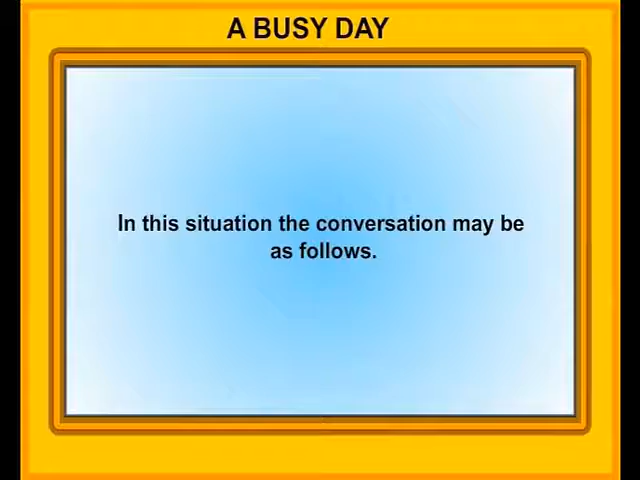 A BUSY DAY
In this situation the conversation may be
as follows.